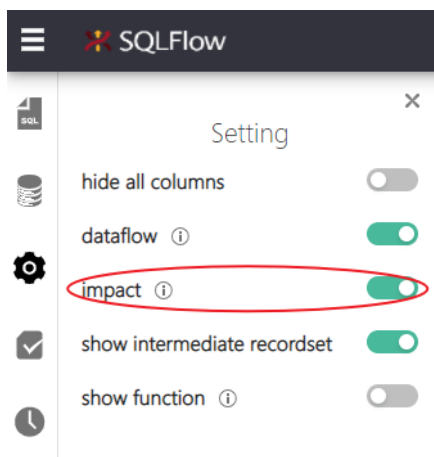 SQLFlow
SQL
Setting
hide all columns
dataflow
impact
show intermediate recordset
show function